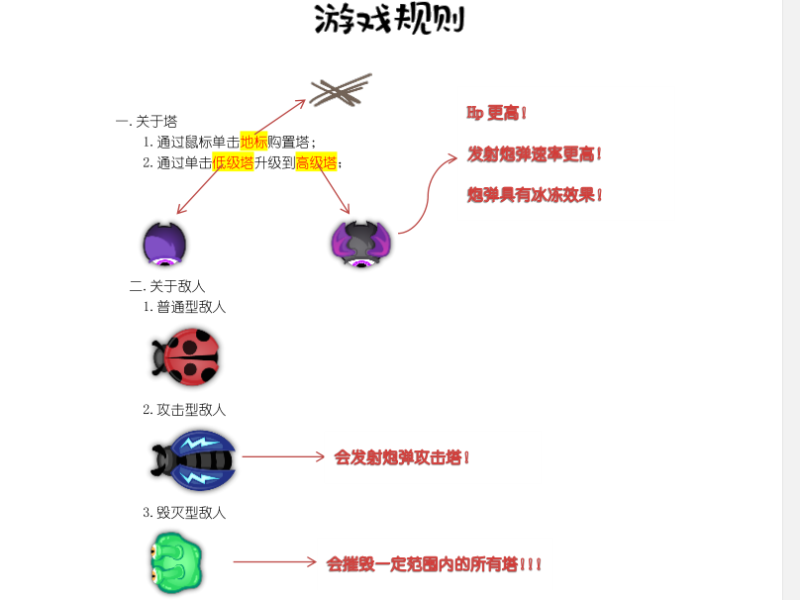 游戏规则
一.关于塔
1.通过鼠标单击地标购置塔;
2.通过单击低级塔升级到高级塔;
Hp 更高!
发射炮弹速率更高!
炮弹具有冰冻效果!
二.关于敌人
1.普通型敌人
2.攻击型敌人
会发射炮弹攻击塔!
3.毁灭型敌人
会摧毁一定范围内的所有塔!!!